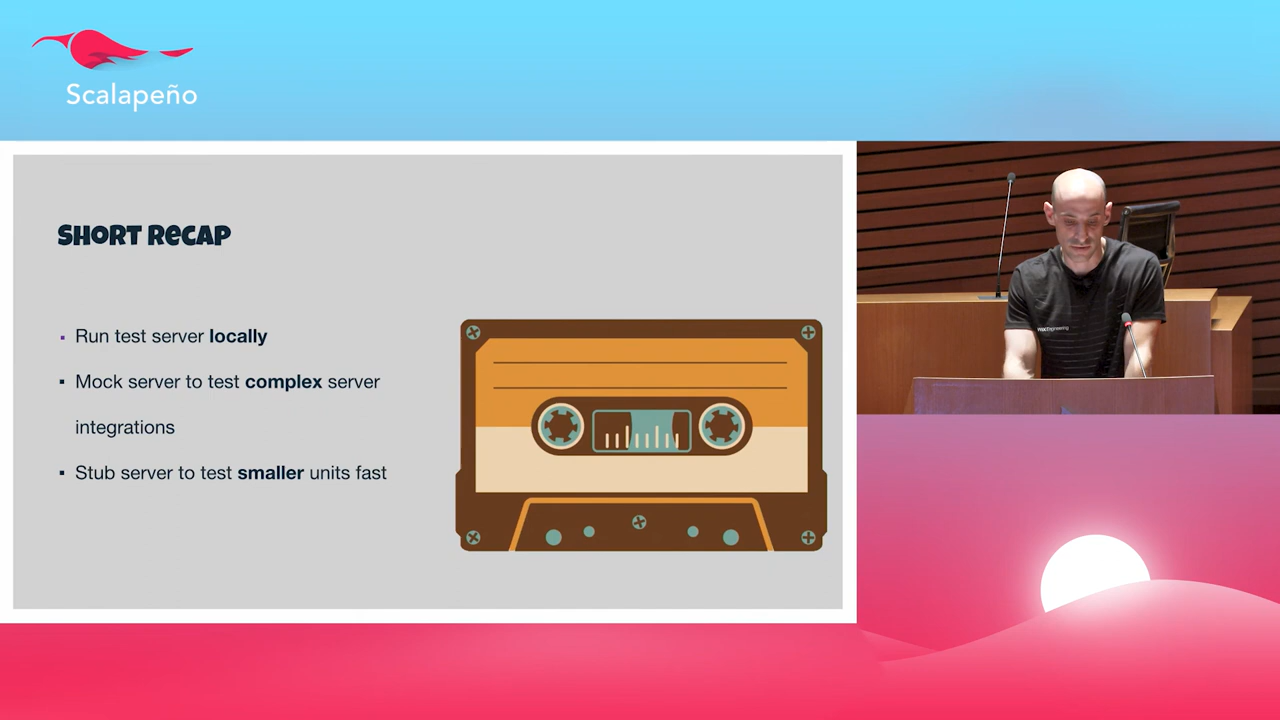 Scalapeño
SHORT RECAP
▪ Run test server locally
▪ Mock server to test complex server
integrations
▪ Stub server to test smaller units fast